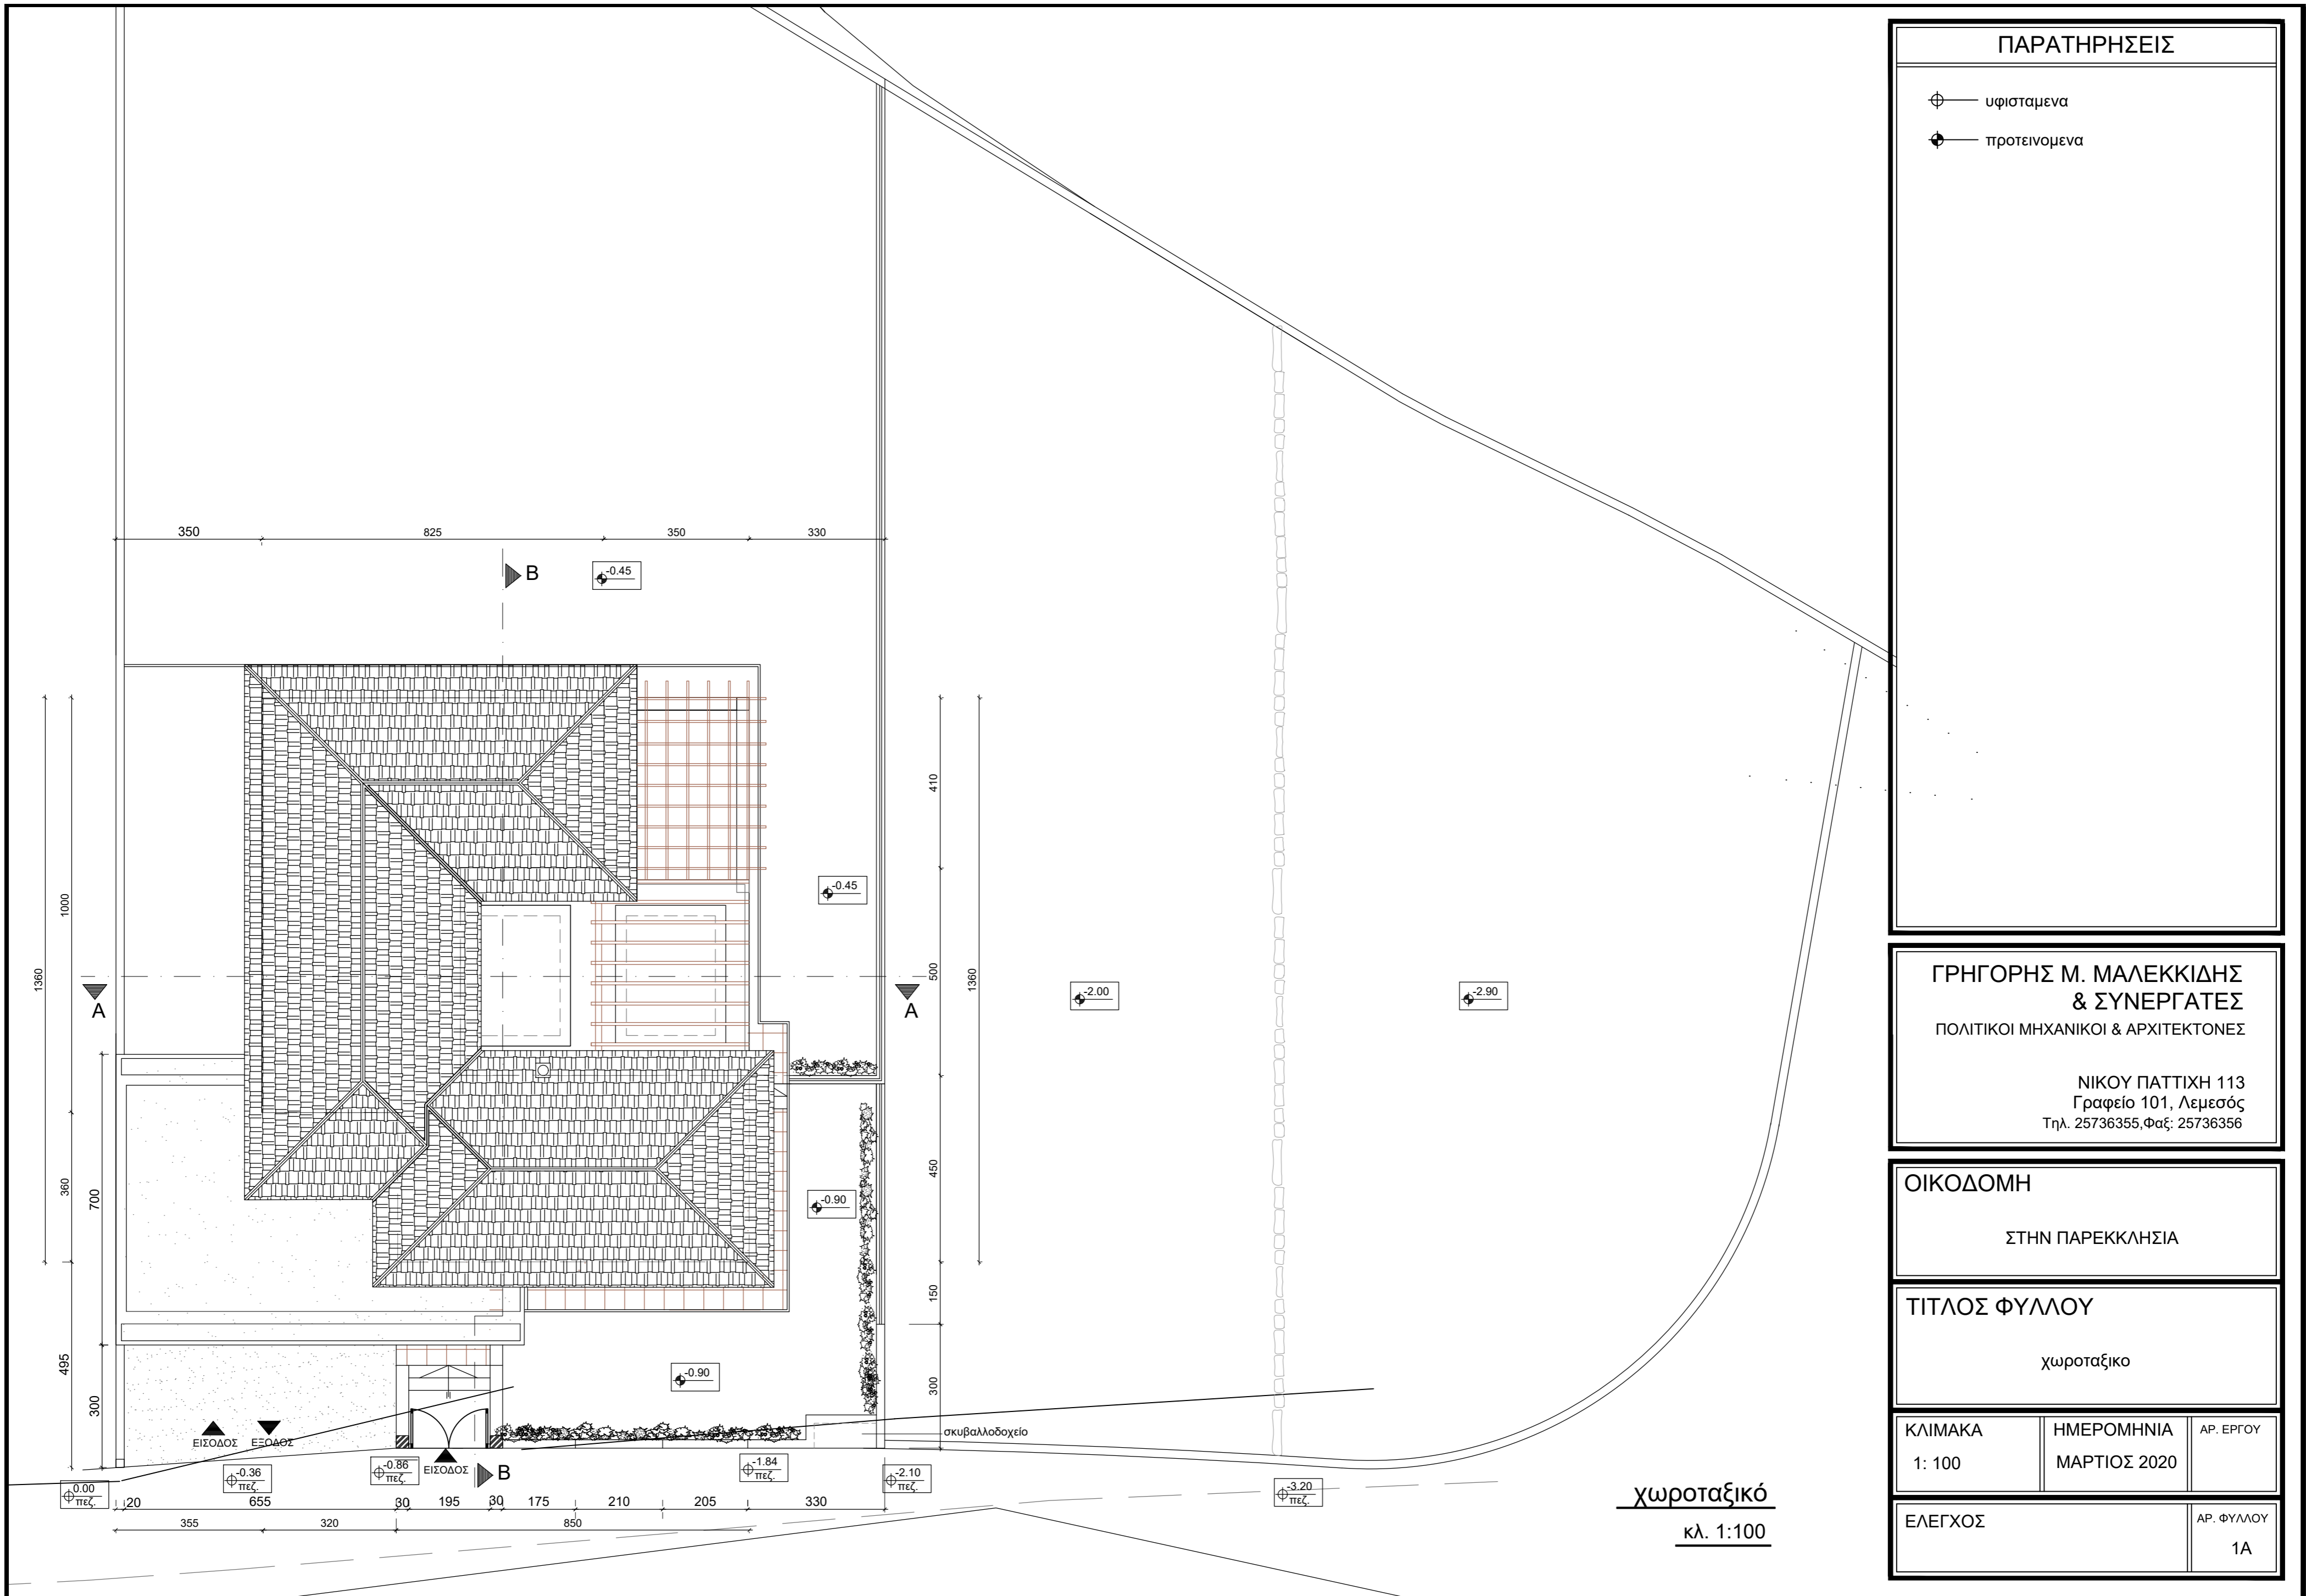 350
825
350
330
B
-0.45
410
1000
-0.45
1360
500
1360
-2.00
-2.90
A
A
450
360
700
-0.90
150
495
300
-0.90
300
ΕΙΣΟΔΟΣ
ΕΞΟΔΟΣ
σκυβαλλοδοχείο
0.00
πεζ.
-0.36
πεζ.
-0.86
πεζ.
ΕΙΣΟΔΟΣ
B
-1.84
πεζ.
-2.10
πεζ.
-3.20
πεζ.
20
655
30
195
30
175
210
205
330
355
320
850
χωροταξικό
κλ. 1:100
ΠΑΡΑΤΗΡΗΣΕΙΣ
υφισταμενα
προτεινομενα
ΓΡΗΓΟΡΗΣ Μ. ΜΑΛΕΚΚΙΔΗΣ
& ΣΥΝΕΡΓΑΤΕΣ
ΠΟΛΙΤΙΚΟΙ ΜΗΧΑΝΙΚΟΙ & ΑΡΧΙΤΕΚΤΟΝΕΣ
ΝΙΚΟΥ ΠΑΤΤΙΧΗ 113
Γραφείο 101, Λεμεσός
Τηλ. 25736355,Φαξ: 25736356
ΟΙΚΟΔΟΜΗ
ΣΤΗΝ ΠΑΡΕΚΚΛΗΣΙΑ
ΤΙΤΛΟΣ ΦΥΛΛΟΥ
χωροταξικο
ΚΛΙΜΑΚΑ
1: 100
ΗΜΕΡΟΜΗΝΙΑ
ΜΑΡΤΙΟΣ 2020
ΑΡ. ΕΡΓΟΥ
ΕΛΕΓΧΟΣ
ΑΡ. ΦΥΛΛΟΥ
1Α